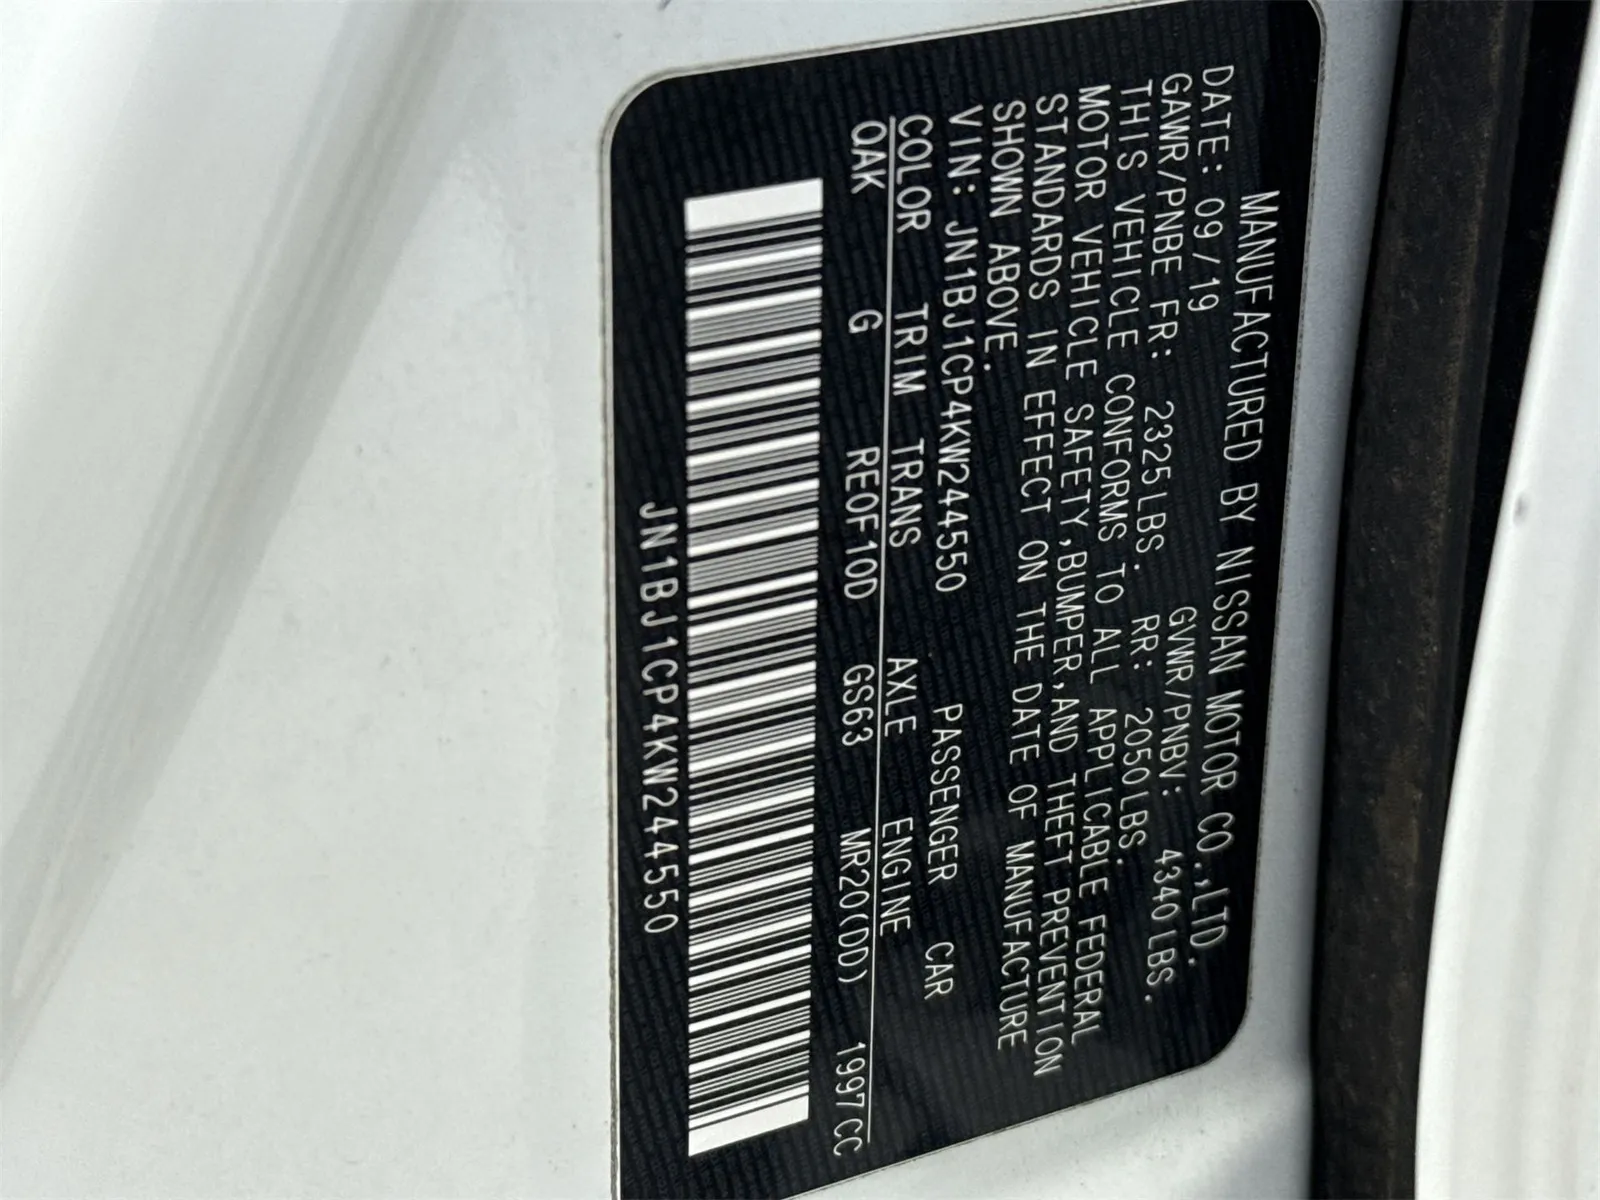 MANUFACTURED BY NISSAN MOTOR CO.,LTD.
DATE: 09/19 GVWR/PNBV: 4340LBS.
GAWR/PNBE FR: 2325LBS. RR: 2050LBS.
THIS VEHICLE CONFORMS TO ALL APPLICABLE FEDERAL
MOTOR VEHICLE SAFETY,BUMPER,AND THEFT PREVENTION
STANDARDS IN EFFECT ON THE DATE OF MANUFACTURE
SHOWN ABOVE.
VIN: JN1BJ1CP4KW244550 PASSENGER CAR
COLOR TRIM TRANS AXLE ENGINE
QAK G RE0F10D GS63 MR20(DD) 1997CC
JN1BJ1CP4KW244550